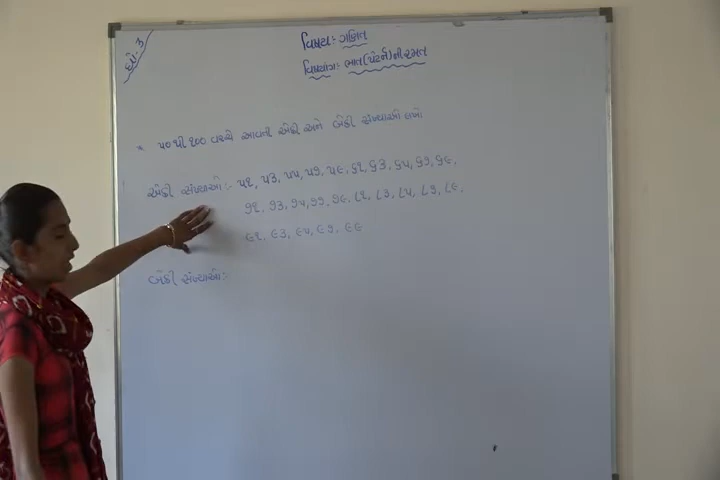 ધો. ૩
વિષય: ગણિત
વિષયાંગ: ભાત (પેટર્ન) ની રમત
* ૫૦ થી ૧૦૦ વચ્ચે આવતી એકી અને બેકી સંખ્યાઓ લખો
એકી સંખ્યાઓ:- ૫૧, ૫૩, ૫૫, ૫૭, ૫૯, ૬૧, ૬૩, ૬૫, ૬૭, ૬૯,
૭૧, ૭૩, ૭૫, ૭૭, ૭૯, ૮૧, ૮૩, ૮૫, ૮૭, ૮૯,
૯૧, ૯૩, ૯૫, ૯૭, ૯૯
બેકી સંખ્યાઓ:-